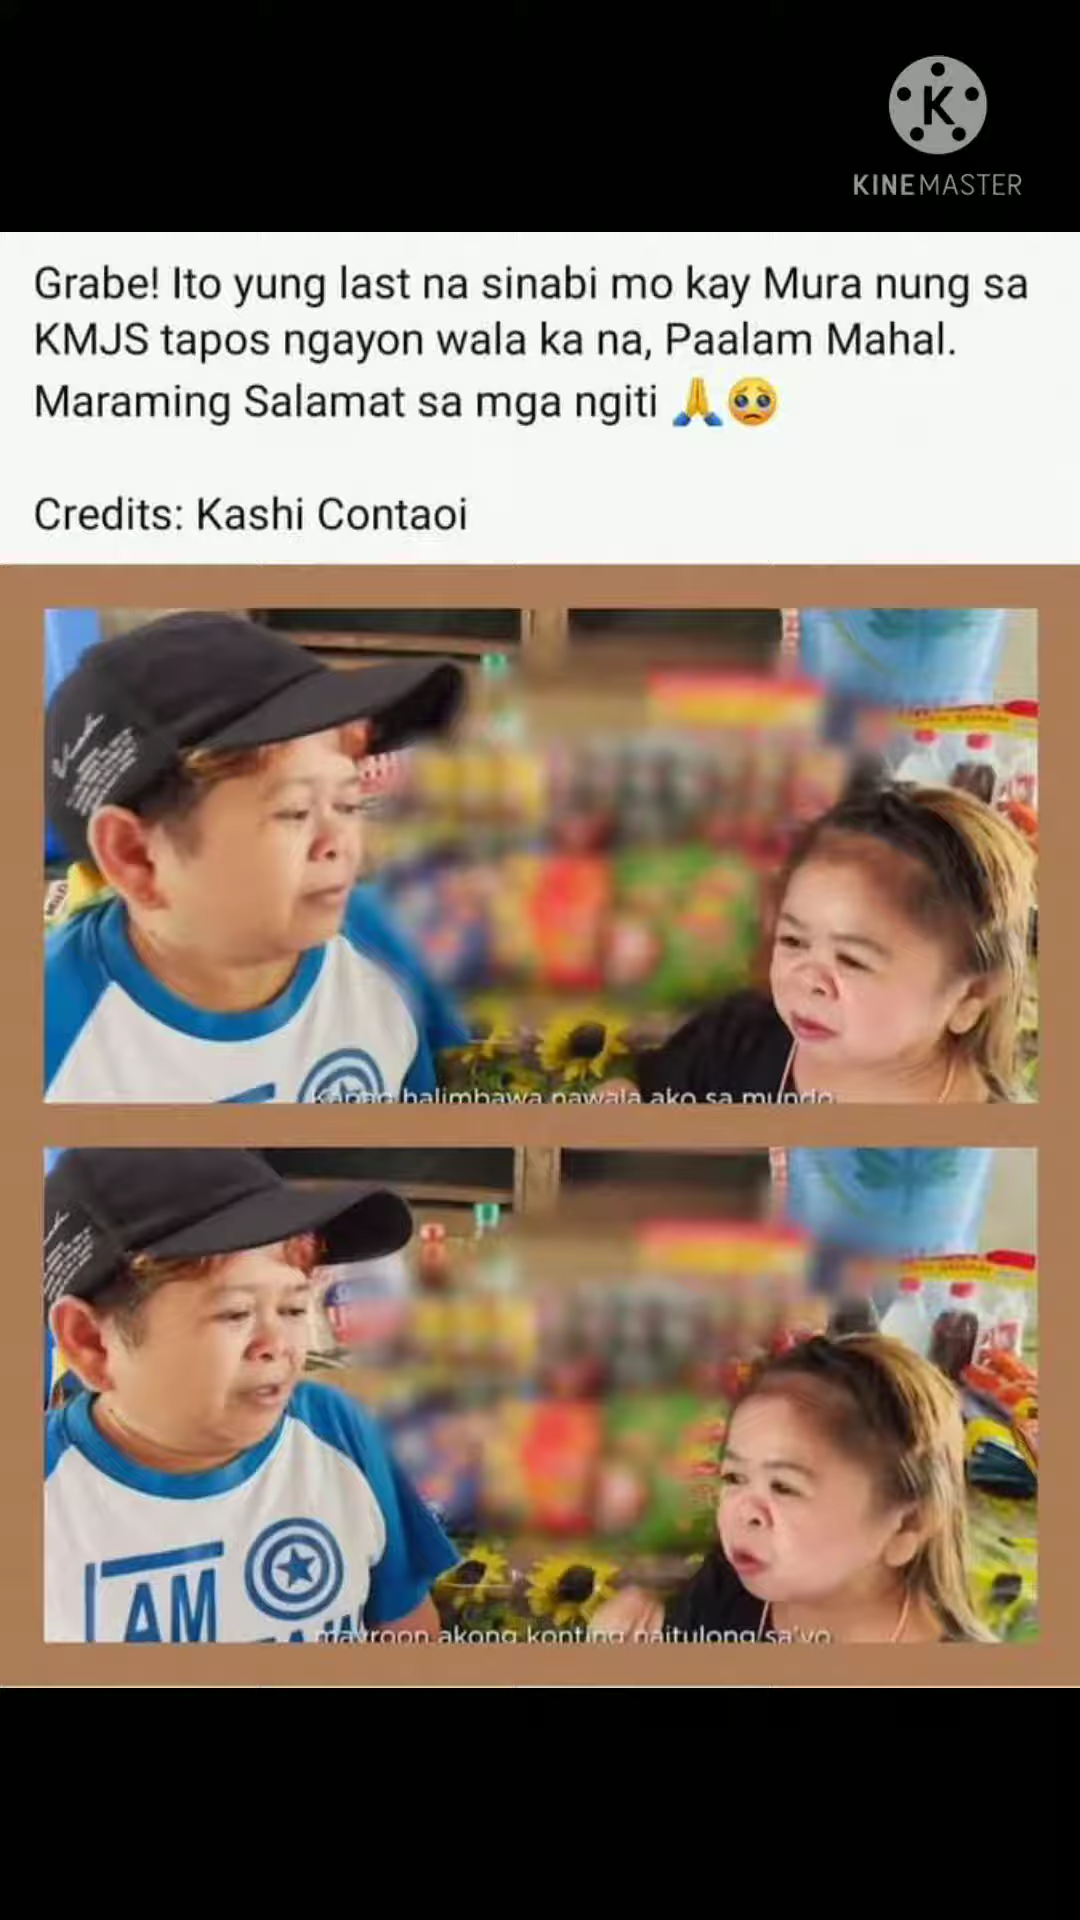 KINEMASTER
Grabe! Ito yung last na sinabi mo kay Mura nung sa
KMJS tapos ngayon wala ka na, Paalam Mahal.
Maraming Salamat sa mga ngiti 🙏🥺
Credits: Kashi Contaoi
Kapag halimbawa nawala ako sa mundo
AM
mayroon akong konting naitulong sa'yo